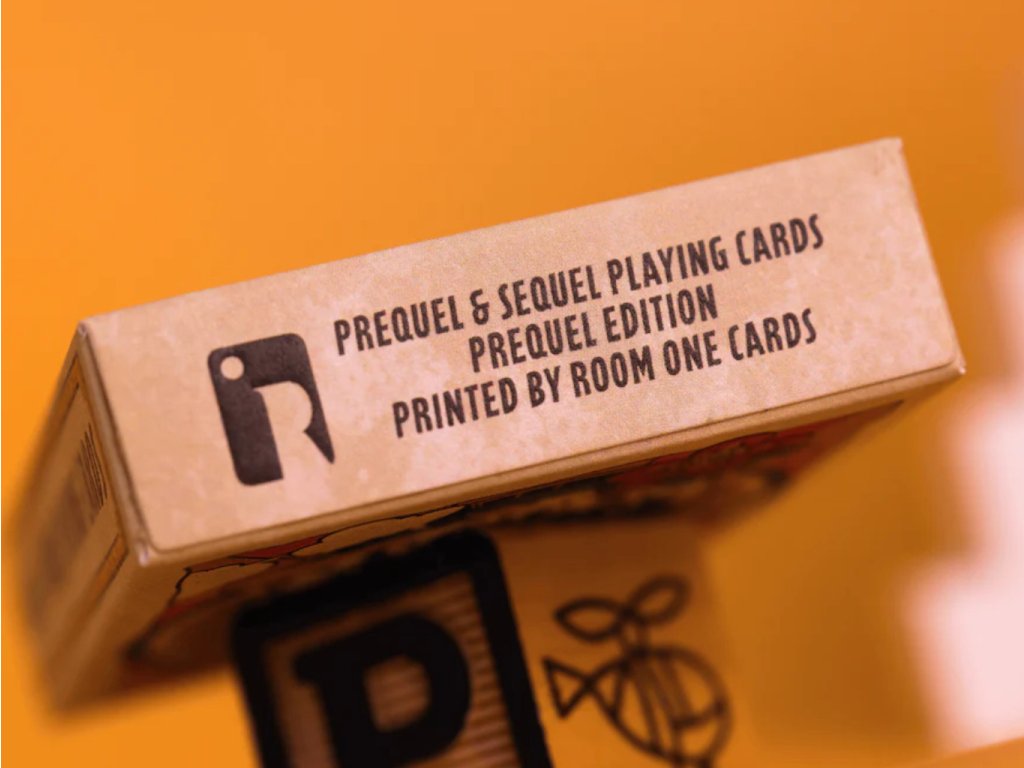 PREQUEL & SEQUEL PLAYING CARDS
PREQUEL EDITION
PRINTED BY ROOM ONE CARDS